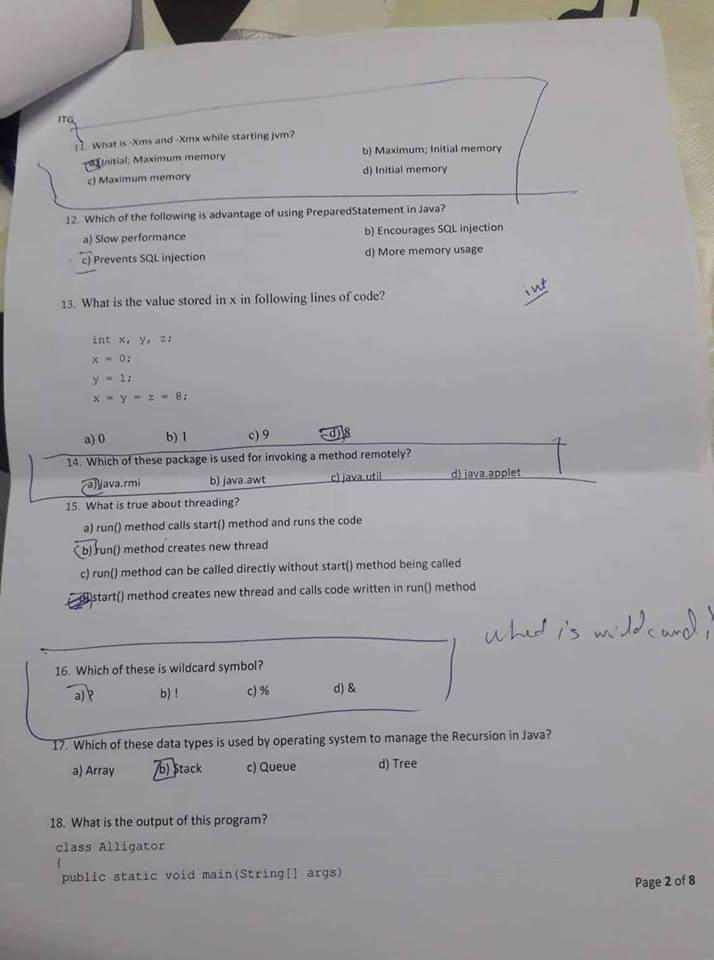 ITG
11. What is -Xms and -Xmx while starting jvm?
a) Initial; Maximum memory b) Maximum; Initial memory
c) Maximum memory d) Initial memory
12. Which of the following is advantage of using PreparedStatement in Java?
a) Slow performance b) Encourages SQL injection
c) Prevents SQL injection d) More memory usage
13. What is the value stored in x in following lines of code?
int
int x, y, z;
x = 0;
y = 1;
x = y = z = 8;
a) 0 b) 1 c) 9 d) 8
14. Which of these package is used for invoking a method remotely?
a) java.rmi b) java.awt c) java.util d) java.applet
15. What is true about threading?
a) run() method calls start() method and runs the code
b) run() method creates new thread
c) run() method can be called directly without start() method being called
d) start() method creates new thread and calls code written in run() method
is wildcard
16. Which of these is wildcard symbol?
a) ? b) ! c) % d) &
17. Which of these data types is used by operating system to manage the Recursion in Java?
a) Array b) Stack c) Queue d) Tree
18. What is the output of this program?
class Alligator
{
public static void main(String[] args)
Page 2 of 8